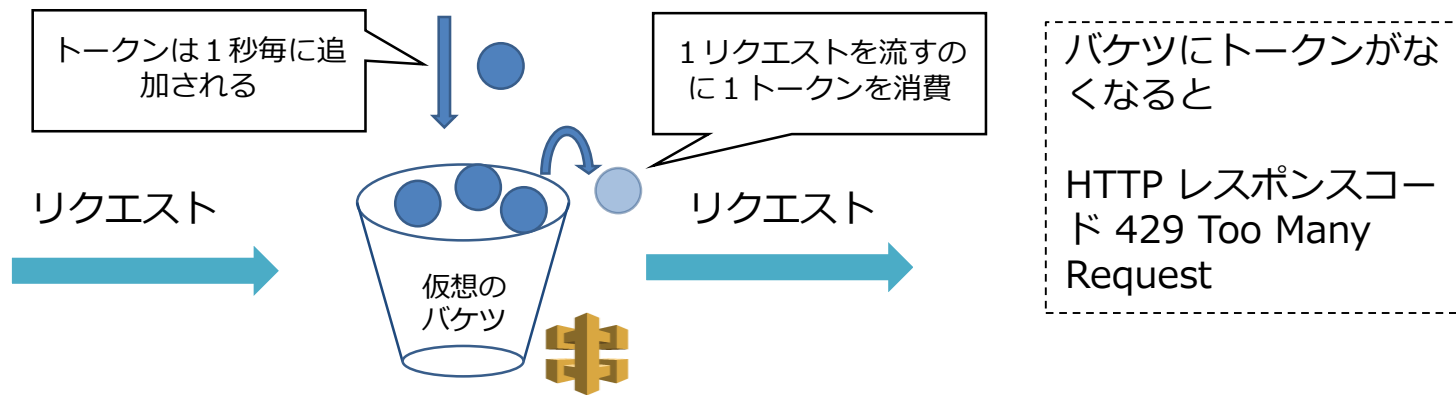 トークンは１秒毎に追
加される
１リクエストを流すの
に１トークンを消費
バケツにトークンがな
くなると
HTTP レスポンスコー
ド 429 Too Many
Request
リクエスト
リクエスト
仮想の
バケツ